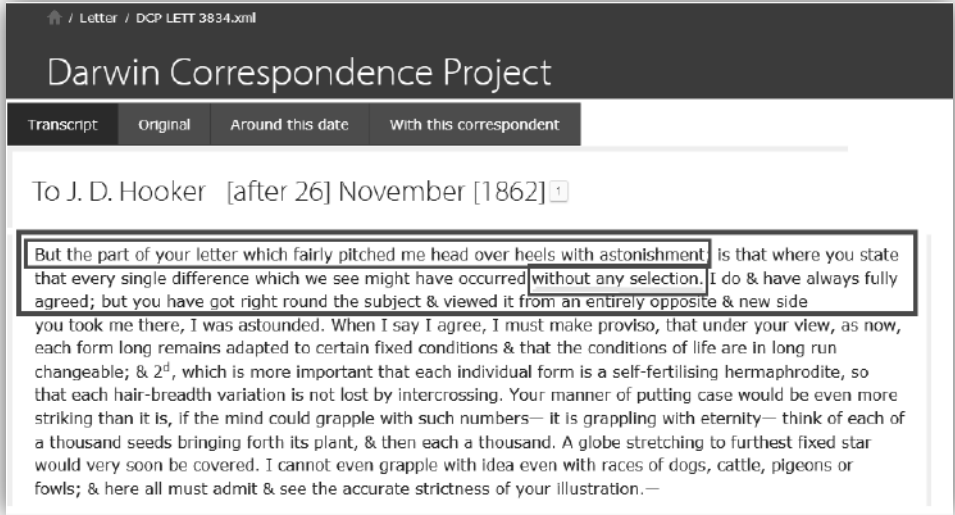 / Letter / DCP LETT 3834.xml
Darwin Correspondence Project
Transcript Original Around this date With this correspondent
To J. D. Hooker [after 26] November [1862] 1
But the part of your letter which fairly pitched me head over heels with astonishment; is that where you state
that every single difference which we see might have occurred without any selection. I do & have always fully
agreed; but you have got right round the subject & viewed it from an entirely opposite & new side
you took me there, I was astounded. When I say I agree, I must make proviso, that under your view, as now,
each form long remains adapted to certain fixed conditions & that the conditions of life are in long run
changeable; & 2d, which is more important that each individual form is a self-fertilising hermaphrodite, so
that each hair-breadth variation is not lost by intercrossing. Your manner of putting case would be even more
striking than it is, if the mind could grapple with such numbers— it is grappling with eternity— think of each of
a thousand seeds bringing forth its plant, & then each a thousand. A globe stretching to furthest fixed star
would very soon be covered. I cannot even grapple with idea even with races of dogs, cattle, pigeons or
fowls; & here all must admit & see the accurate strictness of your illustration.—